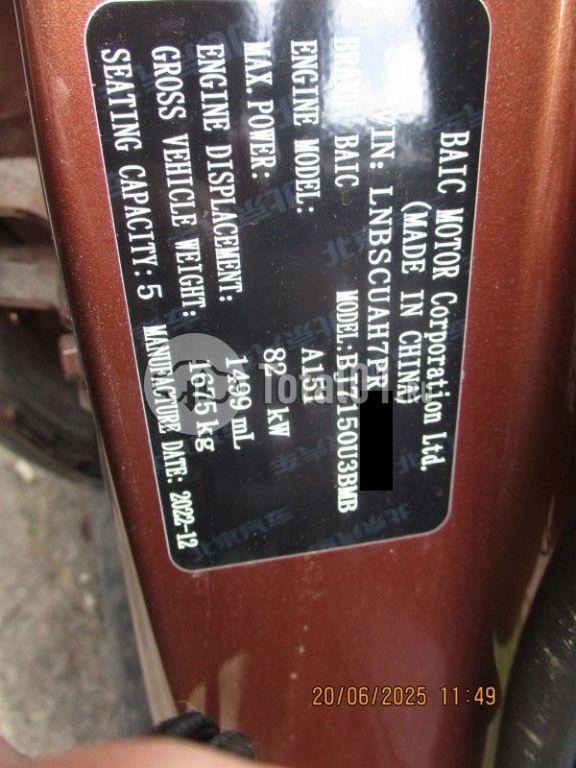 BAIC MOTOR Corporation Ltd.
(MADE IN CHINA)
VIN: LNBSCUAH7PR
BRAND: BAIC
ENGINE MODEL: A151
MAX.POWER: 82 kW
ENGINE DISPLACEMENT: 1499 mL
GROSS VEHICLE WEIGHT: 1675 kg
SEATING CAPACITY: 5 MANUFACTURE DATE: 2022-12
20/06/2025 11:49